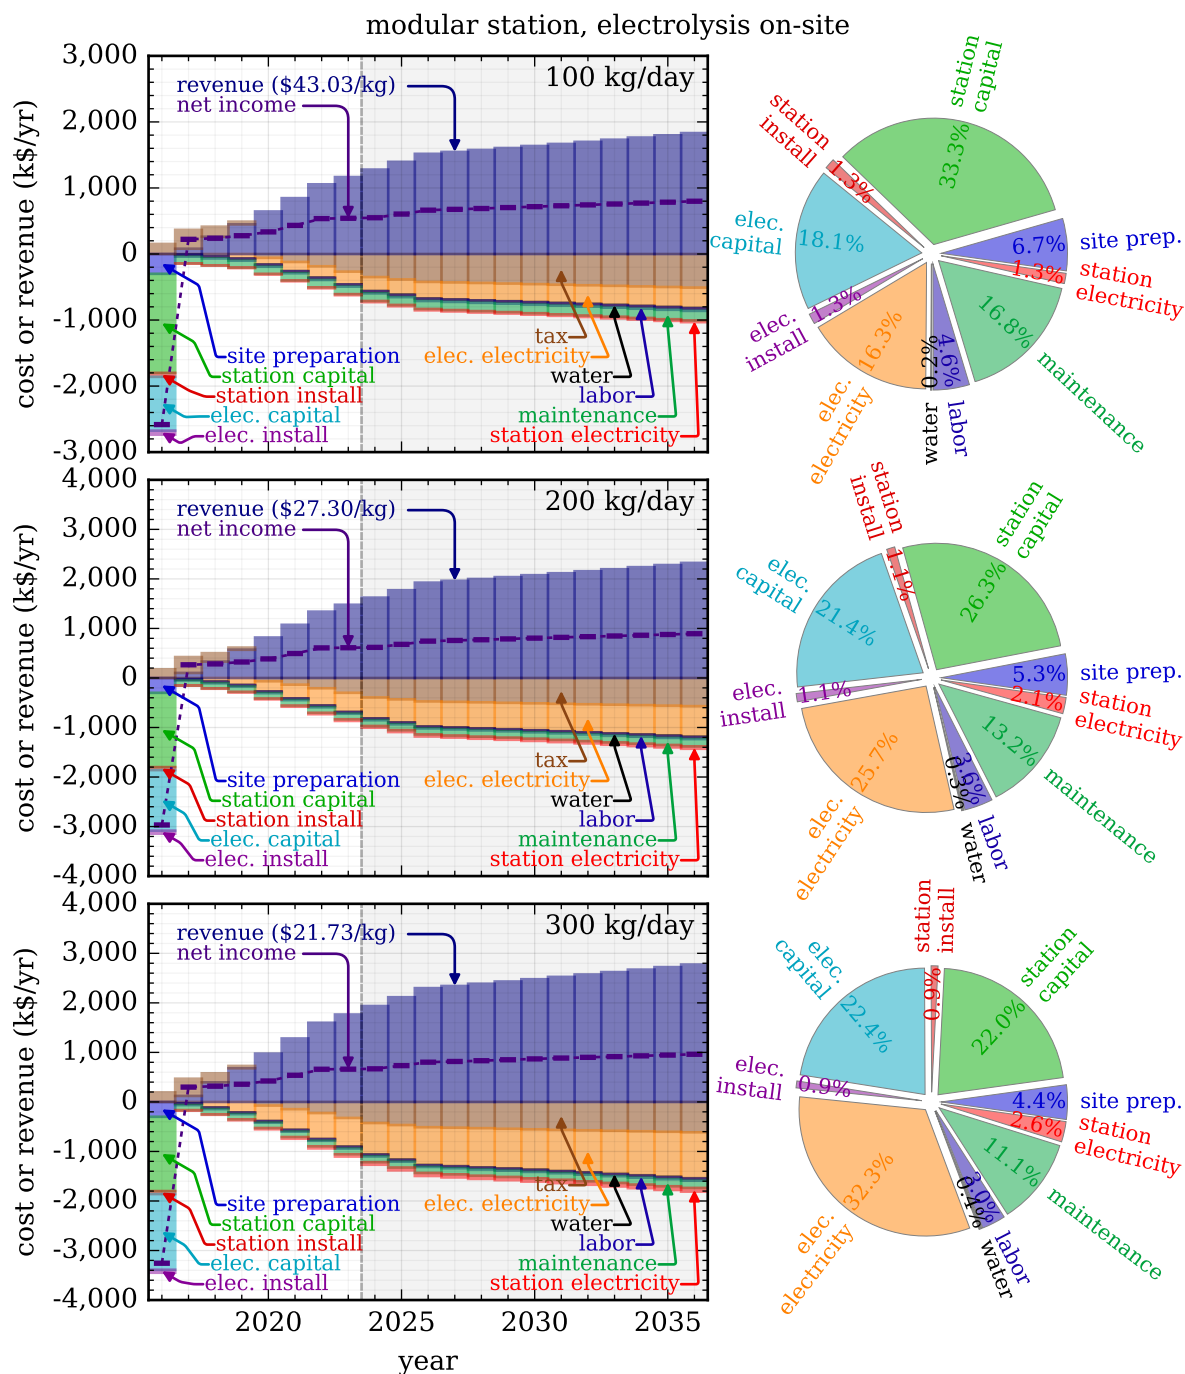 modular station, electrolysis on-site
cost or revenue (k$/yr)
3,000
2,000
1,000
0
-1,000
-2,000
-3,000
100 kg/day
revenue ($43.03/kg)
net income
tax
site preparation
elec. electricity
station capital
water
station install
labor
elec. capital
maintenance
elec. install
station electricity
station
capital
33.3%
station
install
1.3%
elec.
capital
18.1%
6.7%
site prep.
1.3%
station
electricity
elec.
install
1.3%
16.8%
maintenance
elec.
electricity
16.3%
0.2%
water
4.6%
labor
cost or revenue (k$/yr)
4,000
3,000
2,000
1,000
0
-1,000
-2,000
-3,000
-4,000
200 kg/day
revenue ($27.30/kg)
net income
tax
site preparation
elec. electricity
station capital
water
station install
labor
elec. capital
maintenance
elec. install
station electricity
station
capital
26.3%
station
install
1.1%
elec.
capital
21.4%
5.3%
site prep.
2.1%
station
electricity
elec.
install
1.1%
13.2%
maintenance
elec.
electricity
25.7%
0.3%
water
3.6%
labor
cost or revenue (k$/yr)
4,000
3,000
2,000
1,000
0
-1,000
-2,000
-3,000
-4,000
300 kg/day
revenue ($21.73/kg)
net income
tax
site preparation
elec. electricity
station capital
water
station install
labor
elec. capital
maintenance
elec. install
station electricity
2020
2025
2030
2035
year
station
install
0.9%
station
capital
22.0%
elec.
capital
22.4%
4.4%
site prep.
2.6%
station
electricity
elec.
install
0.9%
11.1%
maintenance
elec.
electricity
32.3%
0.4%
water
3.0%
labor